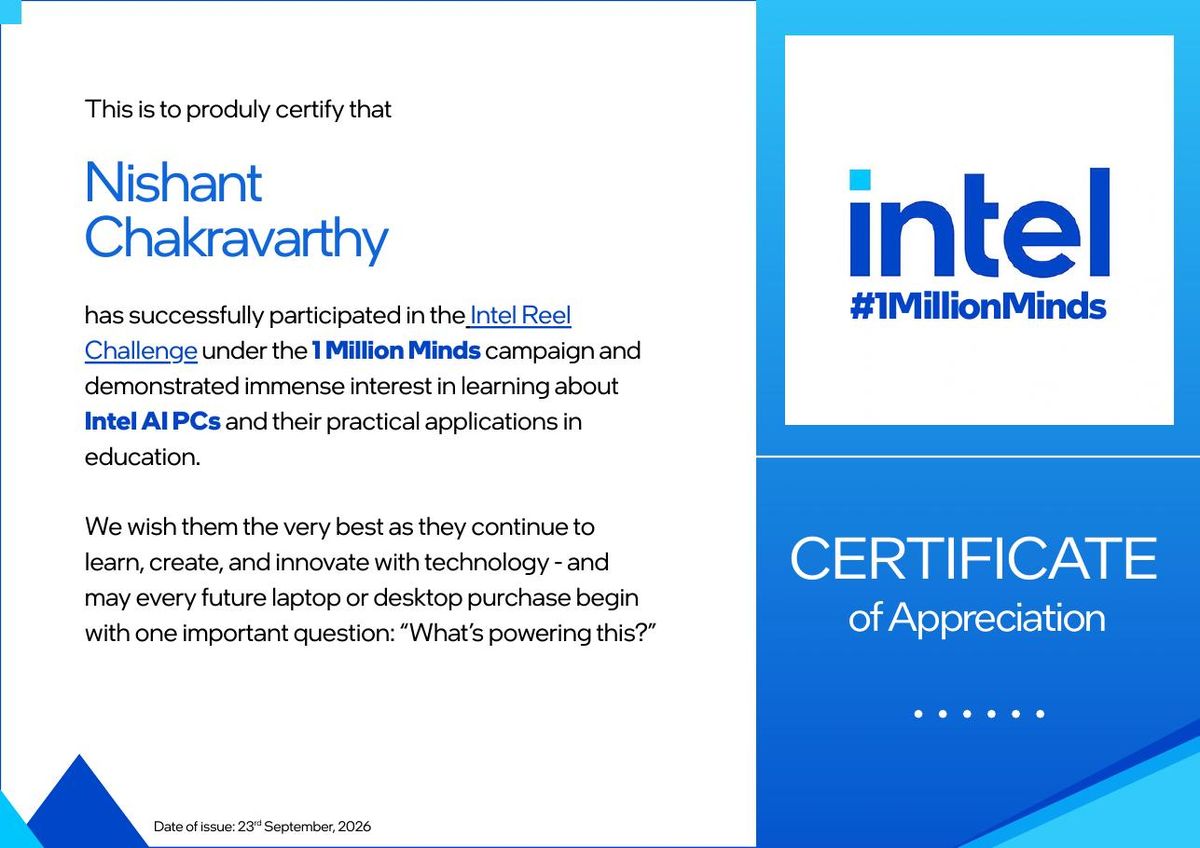 This is to produly certify that
Nishant
Chakravarthy
has successfully participated in the Intel Reel
Challenge under the 1 Million Minds campaign and
demonstrated immense interest in learning about
Intel AI PCs and their practical applications in
education.
We wish them the very best as they continue to
learn, create, and innovate with technology - and
may every future laptop or desktop purchase begin
with one important question: “What’s powering this?”
Date of issue: 23rd September, 2026
intel
#1MillionMinds
CERTIFICATE
of Appreciation